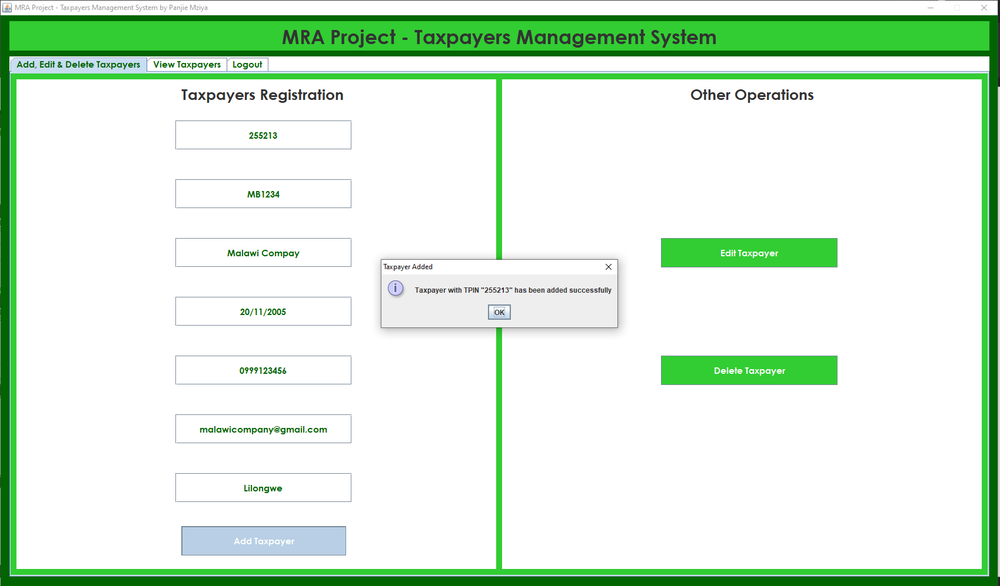 MRA Project - Taxpayers Management System by Panjie Mziya
MRA Project - Taxpayers Management System
Add, Edit & Delete Taxpayers
View Taxpayers
Logout
Taxpayers Registration
255213
MB1234
Malawi Compay
20/11/2005
0999123456
malawicompany@gmail.com
Lilongwe
Add Taxpayer
Other Operations
Edit Taxpayer
Delete Taxpayer
Taxpayer Added
Taxpayer with TPIN "255213" has been added successfully
OK